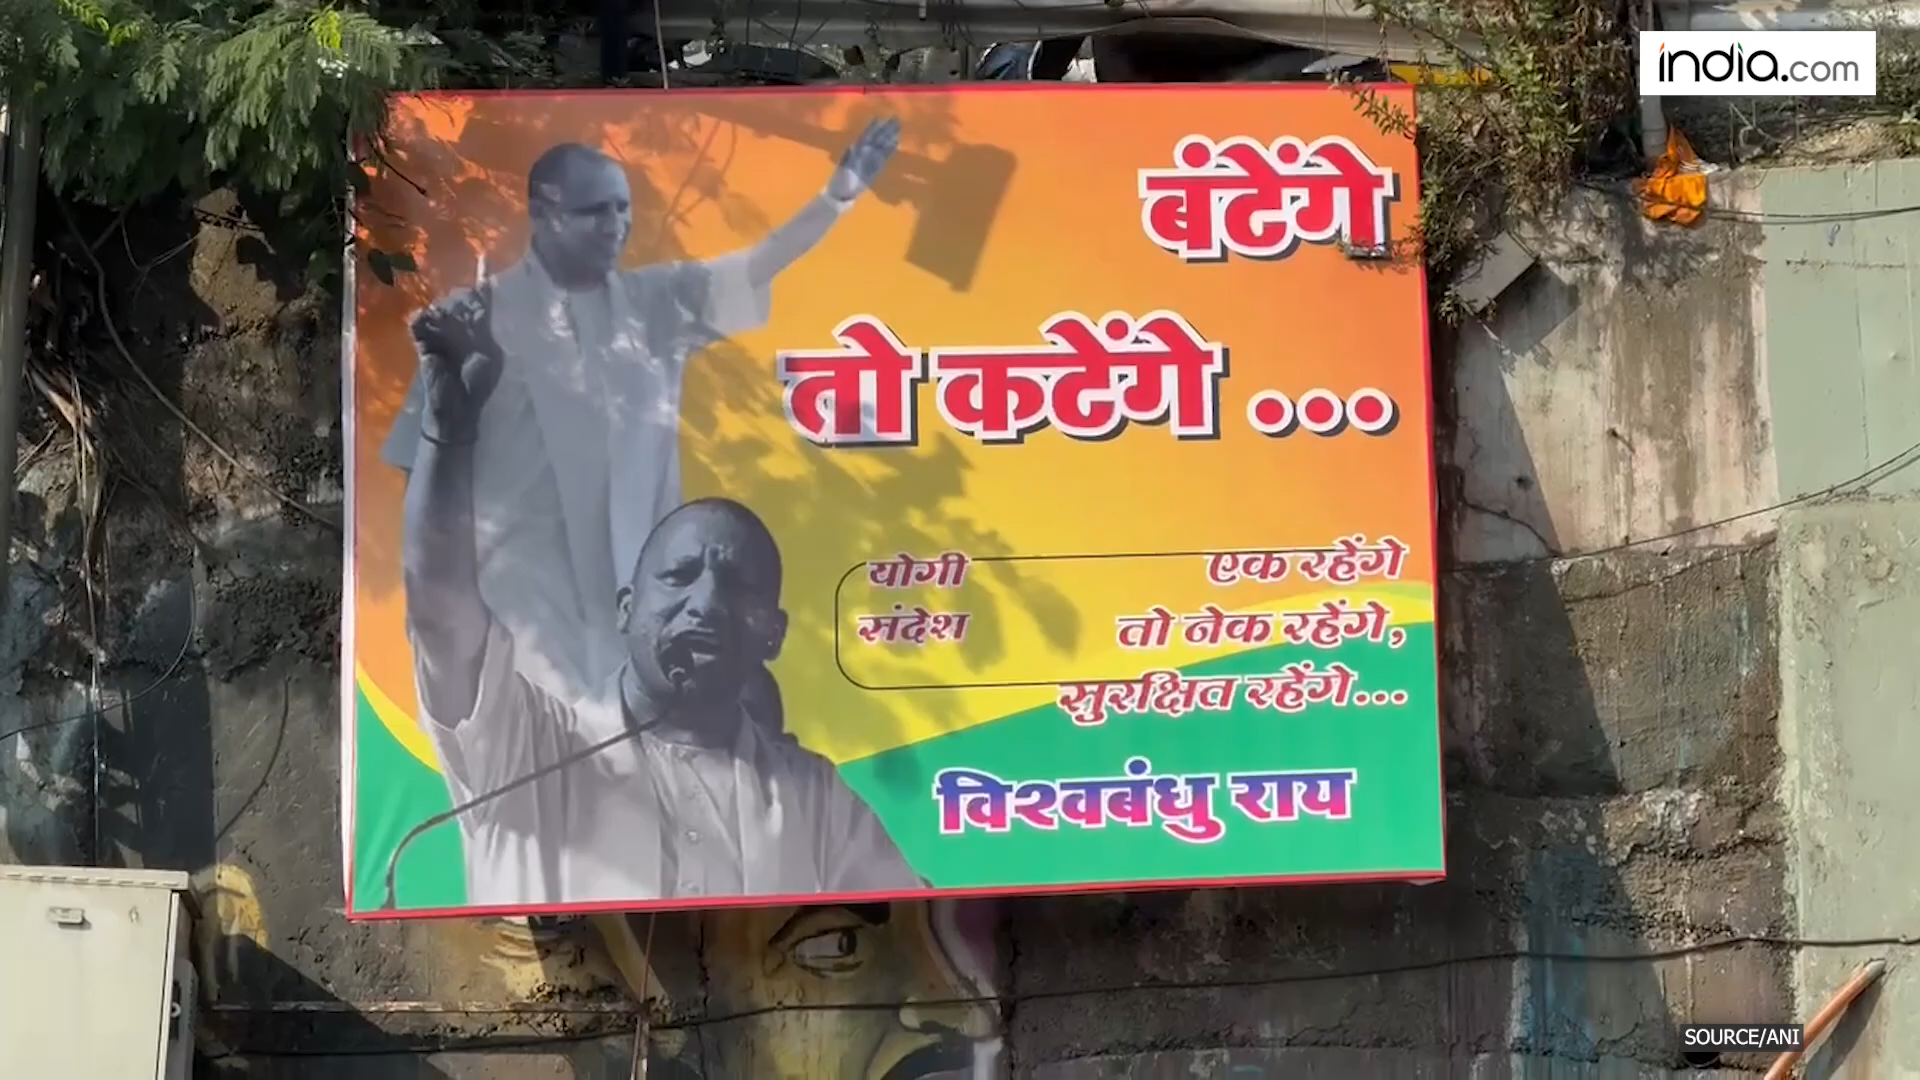 india.com
बंटेंगे
तो कटेंगे ...
योगी
संदेश
एक रहेंगे
तो नेक रहेंगे,
सुरक्षित रहेंगे...
विश्वबंधु राय
SOURCE/ANI